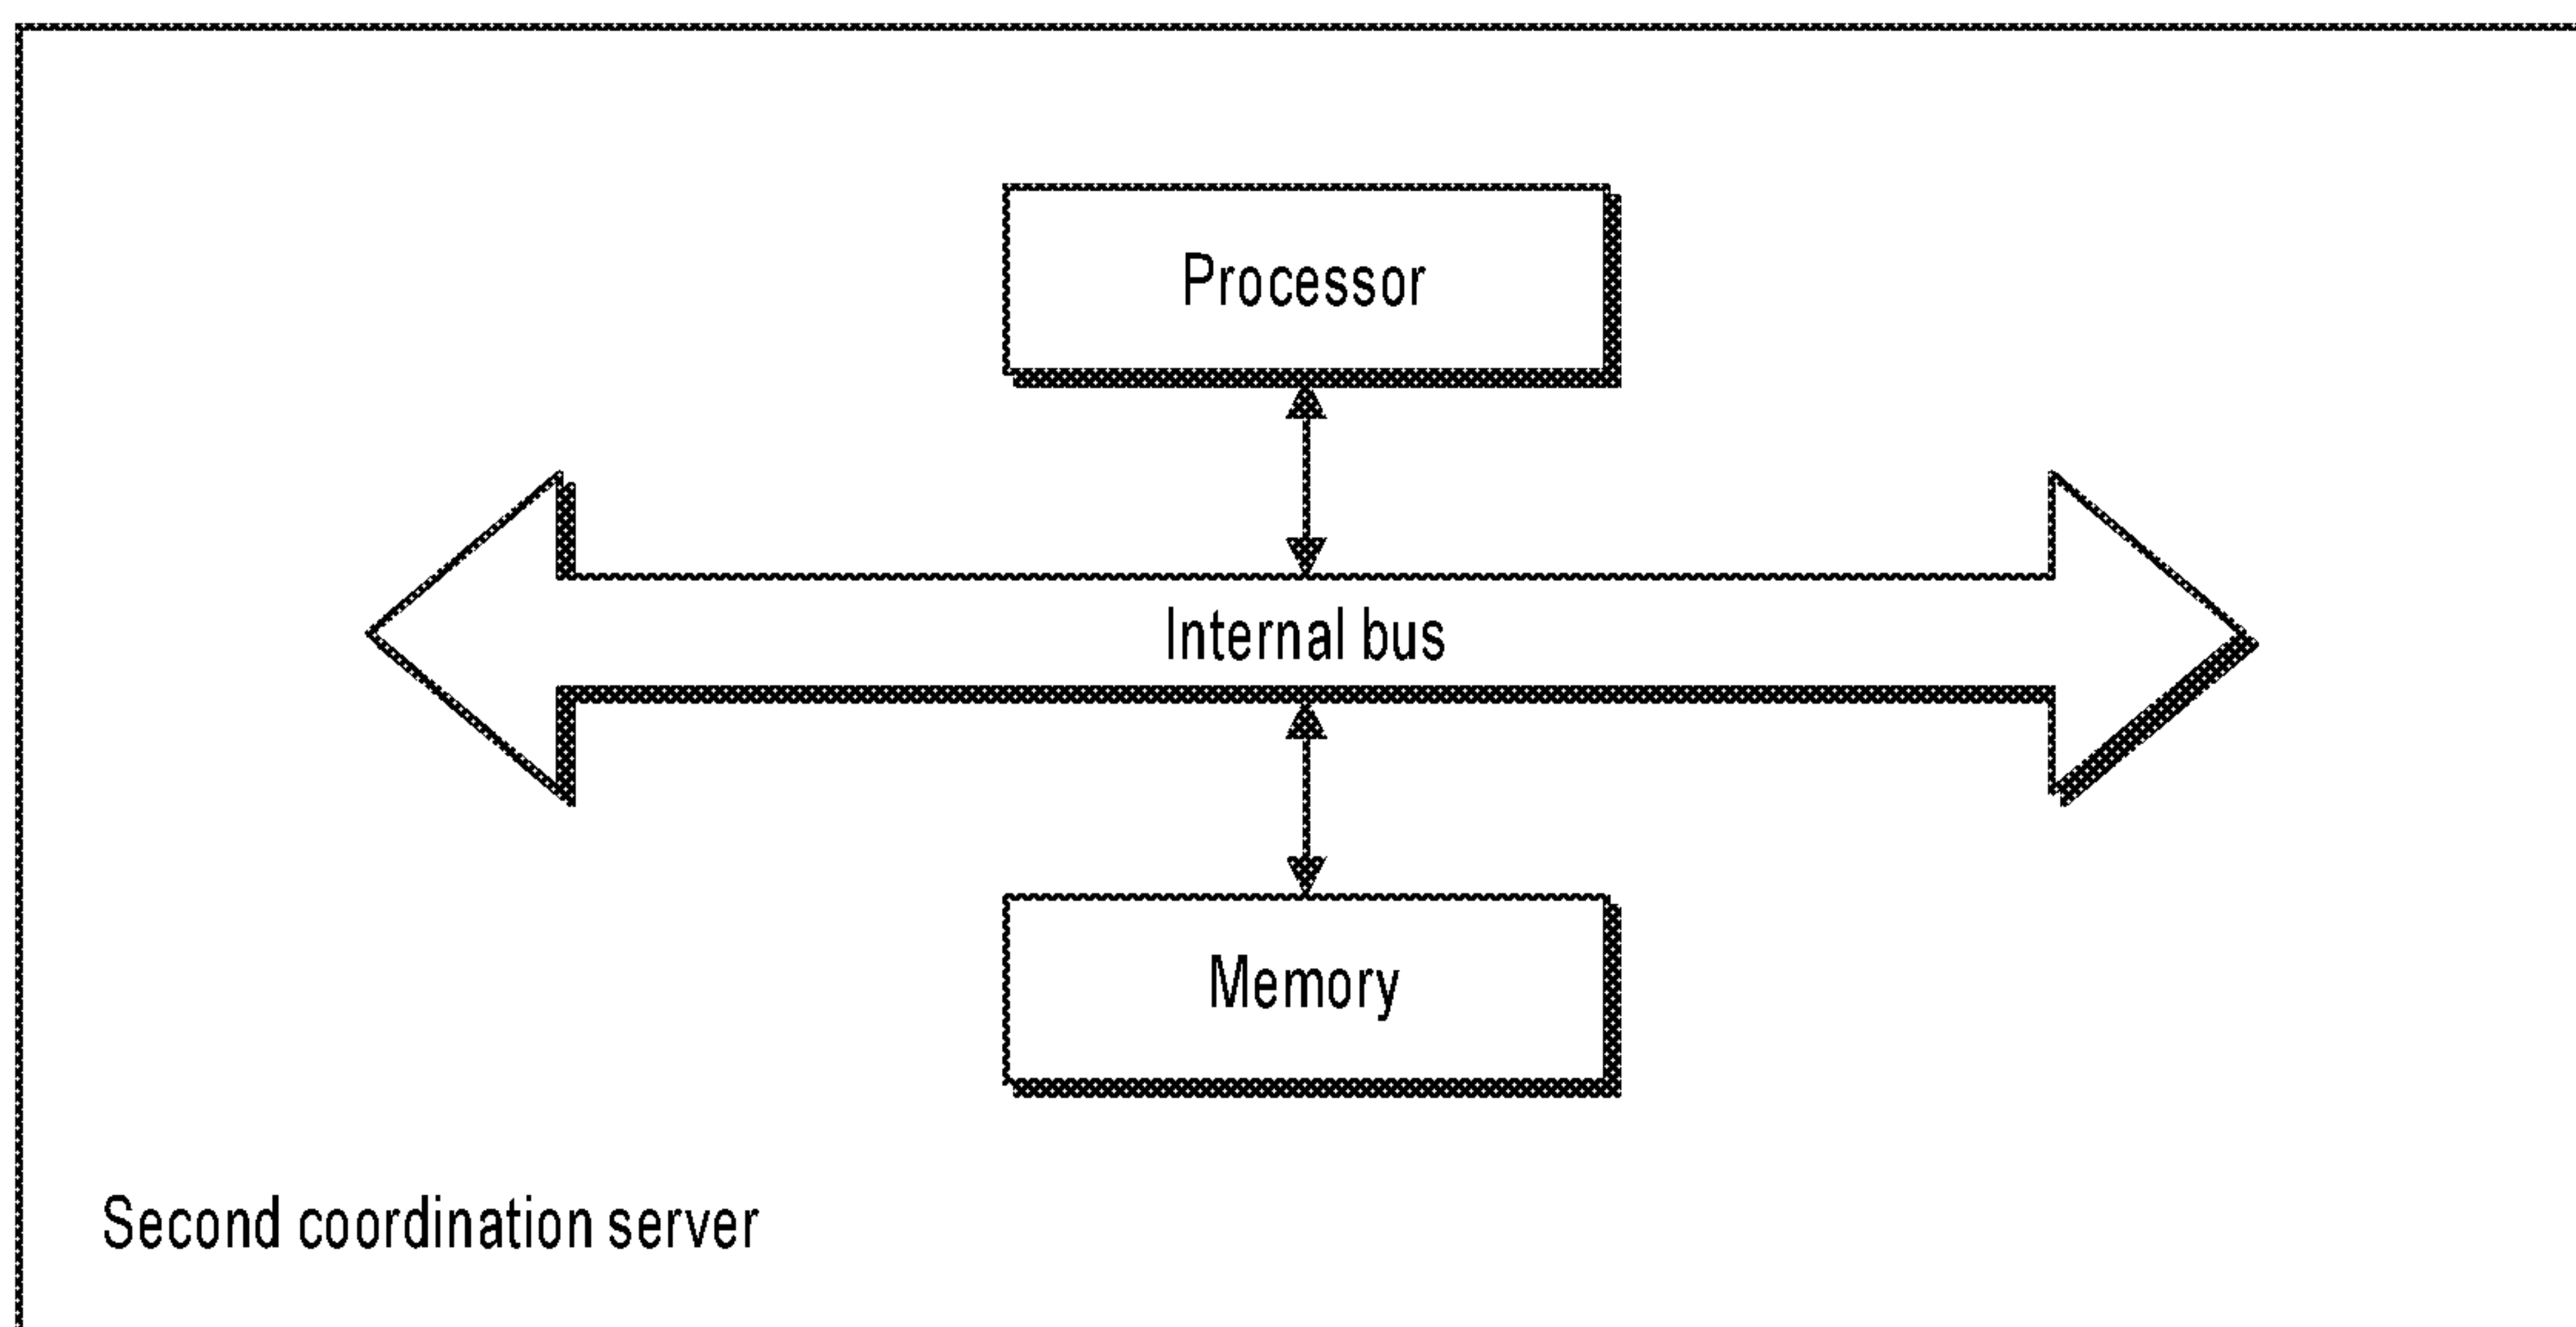 Processor
Internal bus
Memory
Second coordination server